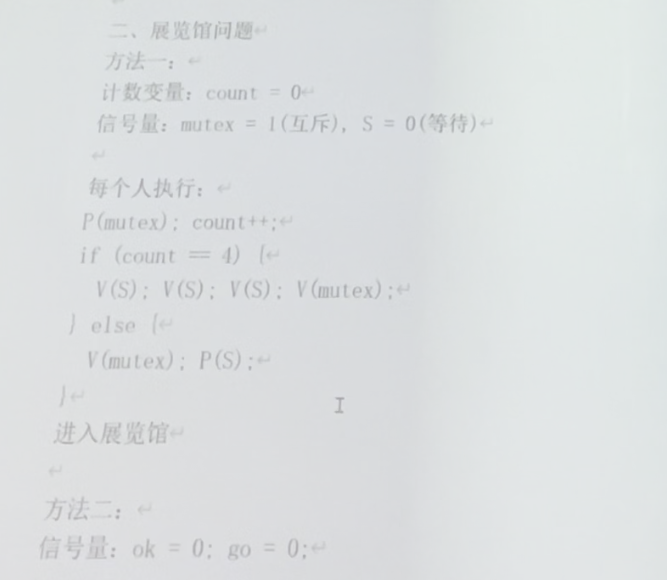 二、展览馆问题
方法一：
计数变量：count = 0
信号量：mutex = 1(互斥), S = 0(等待)
每个人执行：
P(mutex); count++;
if (count == 4) {
V(S); V(S); V(S); V(mutex);
} else {
V(mutex); P(S);
}
进入展览馆
方法二：
信号量：ok = 0; go = 0;